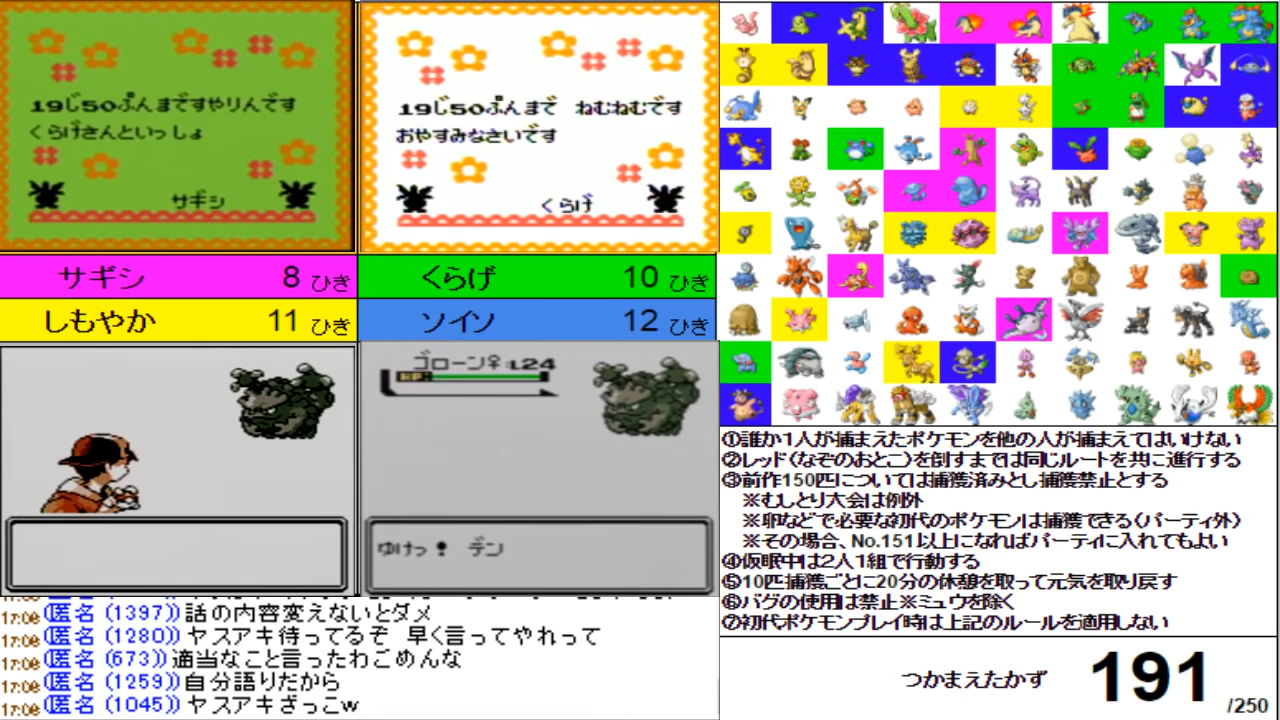 19じ50ぷんまですやりんです
くらげさんといっしょ
サギシ
19じ50ぷんまで ねむねむです
おやすみなさいです
くらげ
サギシ 8 ひき
くらげ 10 ひき
しもやか 11 ひき
ソイソ 12 ひき
ゴローン♀:L24
HP
ゆけっ! デン
17:08 (匿名 (1397)) 話の内容変えないとダメ
17:08 (匿名 (1280)) ヤスアキ待ってるぞ 早く言ってやれって
17:08 (匿名 (673)) 適当なこと言ったわごめんな
17:08 (匿名 (1259)) 自分語りだから
17:08 (匿名 (1045)) ヤスアキざっこw
①誰か1人が捕まえたポケモンを他の人が捕まえてはいけない
②レッド(なぞのおとこ)を倒すまでは同じルートを共に進行する
③前作150匹については捕獲済みとし捕獲禁止とする
※むしとり大会は例外
※卵などで必要な初代のポケモンは捕獲できる(パーティ外)
※その場合、No.151以上になればパーティに入れてもよい
④仮眠中は2人1組で行動する
⑤10匹捕獲ごとに20分の休憩を取って元気を取り戻す
⑥バグの使用は禁止※ミュウを除く
⑦初代ポケモンプレイ時は上記のルールを適用しない
つかまえたかず 191 /250